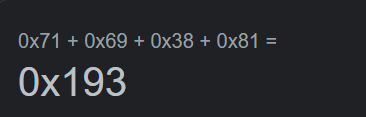 0x71 + 0x69 + 0x38 + 0x81 =
0x193